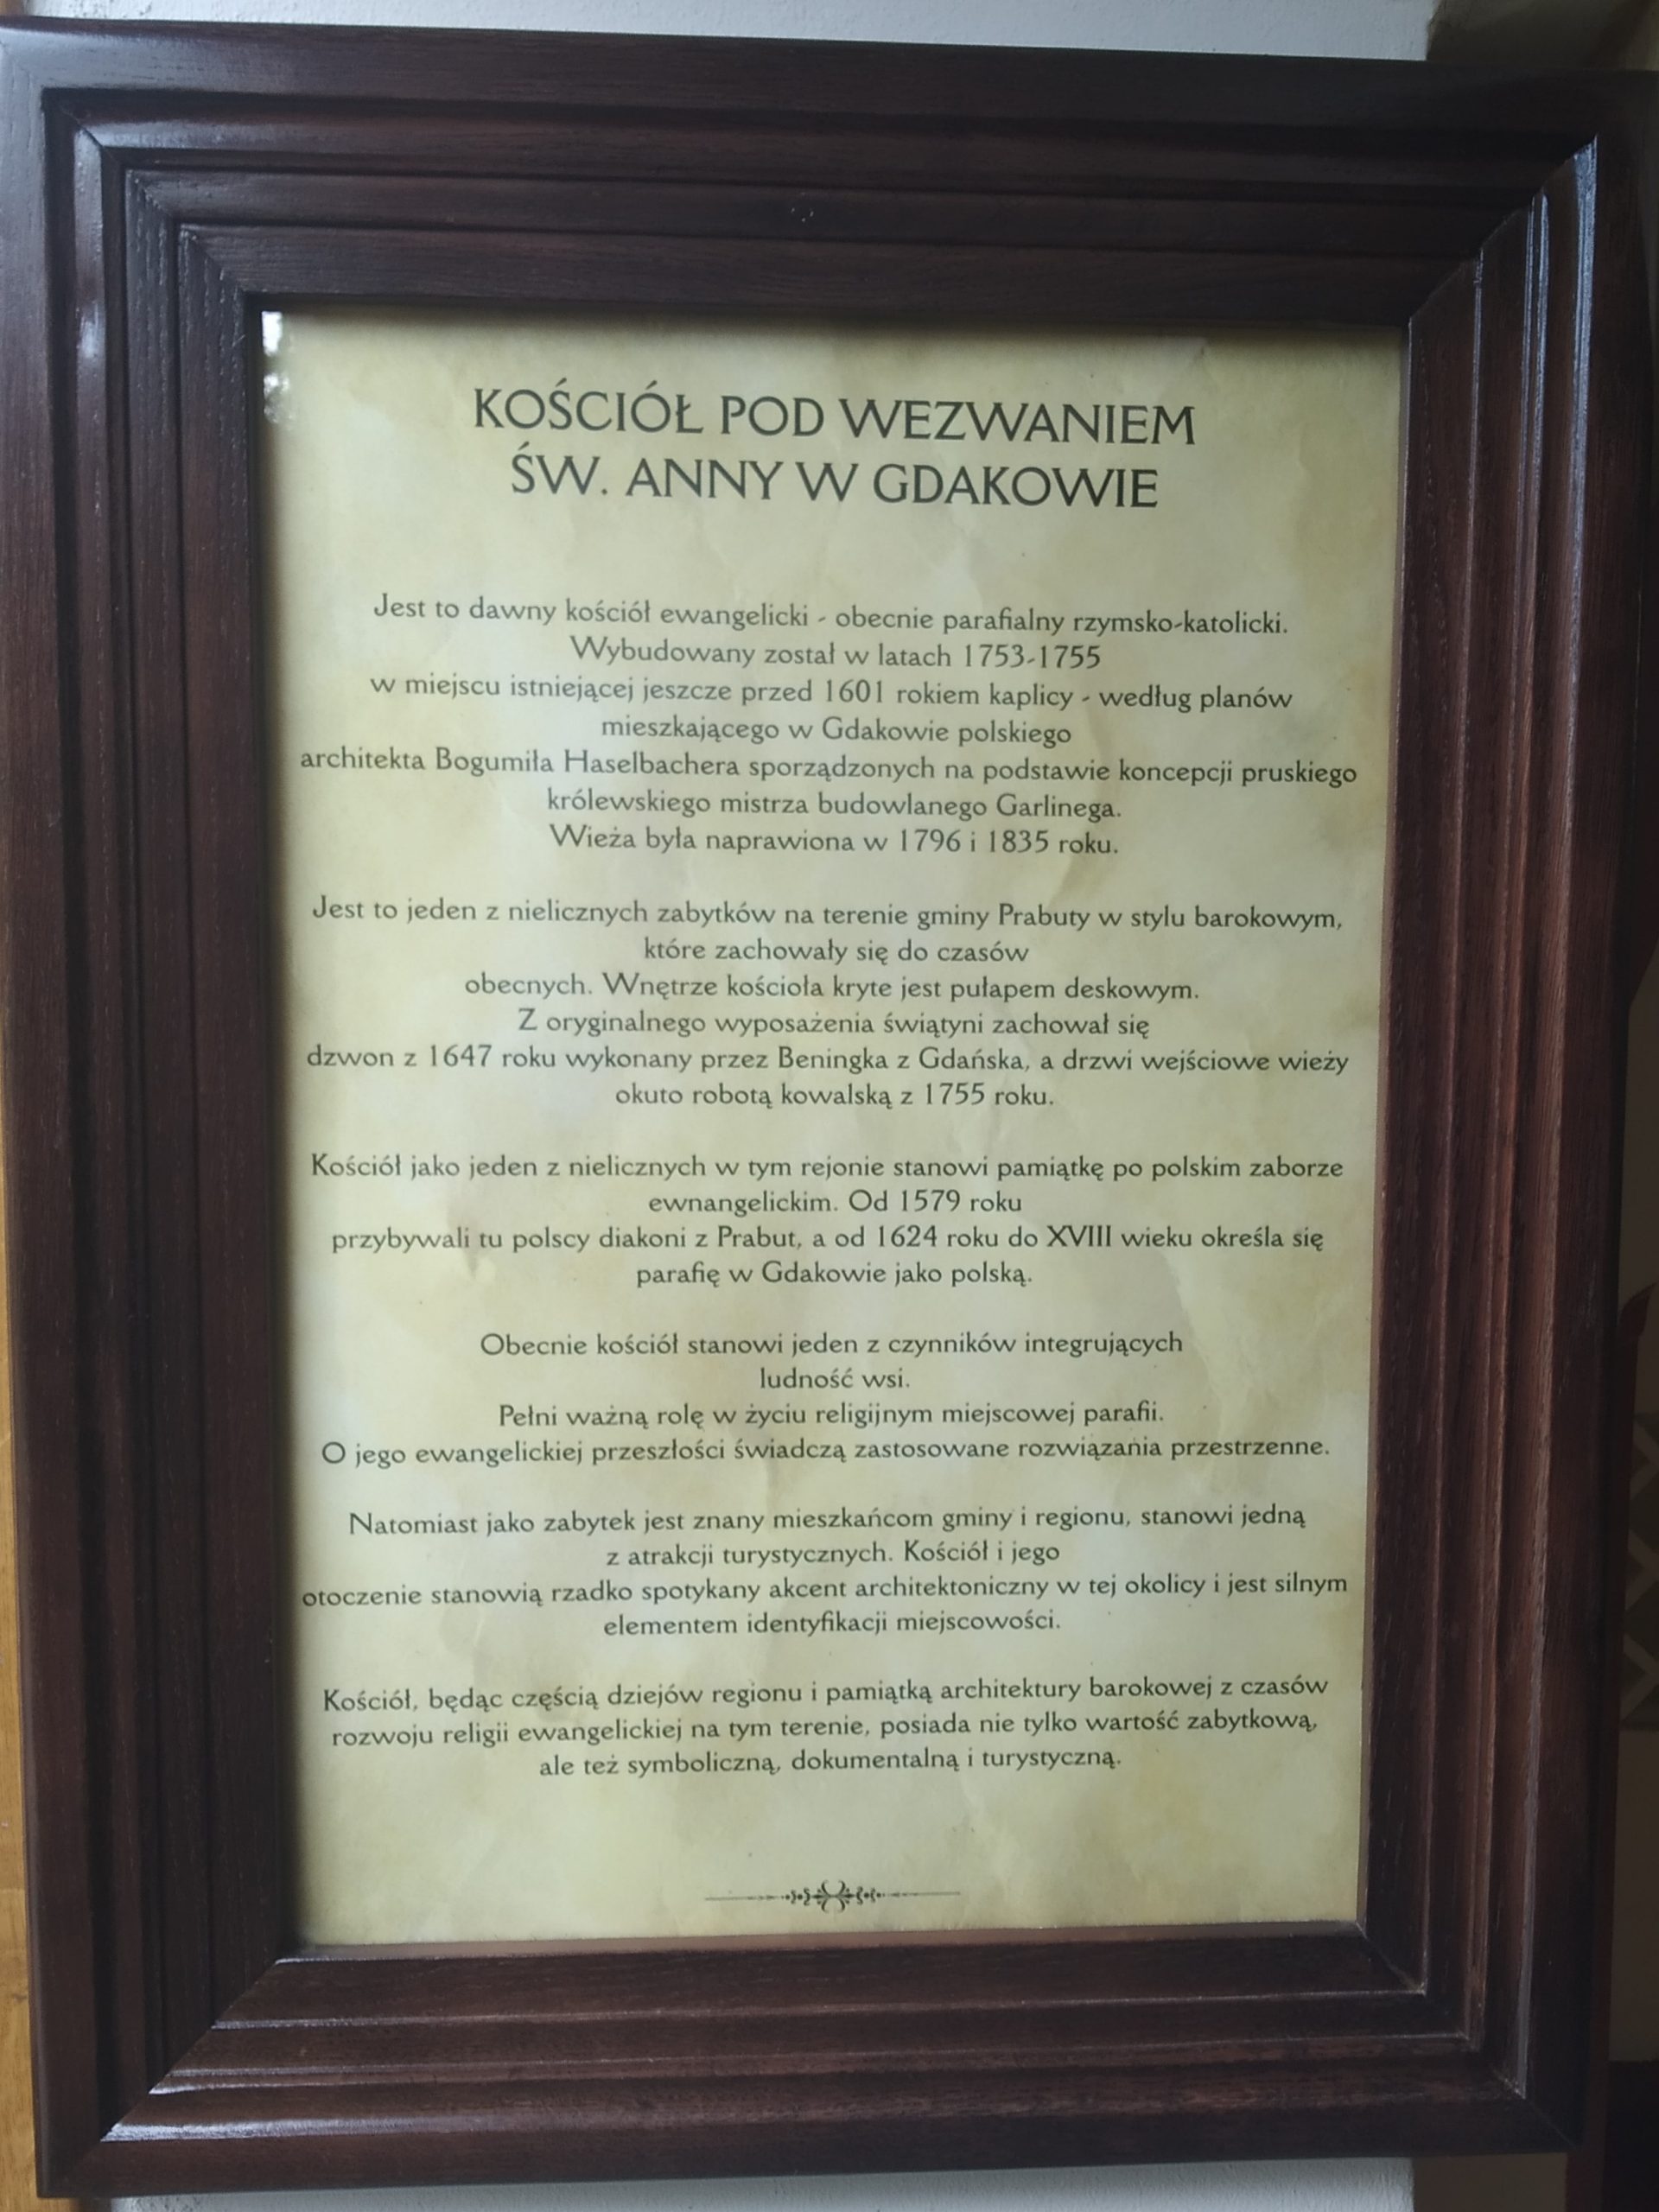 KOŚCIÓŁ POD WEZWANIEM
ŚW. ANNY W GDAKOWIE
Jest to dawny kościół ewangelicki - obecnie parafialny rzymsko-katolicki.
Wybudowany został w latach 1753-1755
w miejscu istniejącej jeszcze przed 1601 rokiem kaplicy - według planów
mieszkającego w Gdakowie polskiego
architekta Bogumiła Haselbachera sporządzonych na podstawie koncepcji pruskiego
królewskiego mistrza budowlanego Garlinega.
Wieża była naprawiona w 1796 i 1835 roku.
Jest to jeden z nielicznych zabytków na terenie gminy Prabuty w stylu barokowym,
które zachowały się do czasów
obecnych. Wnętrze kościoła kryte jest pułapem deskowym.
Z oryginalnego wyposażenia świątyni zachował się
dzwon z 1647 roku wykonany przez Beningka z Gdańska, a drzwi wejściowe wieży
okuto robotą kowalską z 1755 roku.
Kościół jako jeden z nielicznych w tym rejonie stanowi pamiątkę po polskim zaborze
ewnangelickim. Od 1579 roku
przybywali tu polscy diakoni z Prabut, a od 1624 roku do XVIII wieku określa się
parafię w Gdakowie jako polską.
Obecnie kościół stanowi jeden z czynników integrujących
ludność wsi.
Pełni ważną rolę w życiu religijnym miejscowej parafii.
O jego ewangelickiej przeszłości świadczą zastosowane rozwiązania przestrzenne.
Natomiast jako zabytek jest znany mieszkańcom gminy i regionu, stanowi jedną
z atrakcji turystycznych. Kościół i jego
otoczenie stanowią rzadko spotykany akcent architektoniczny w tej okolicy i jest silnym
elementem identyfikacji miejscowości.
Kościół, będąc częścią dziejów regionu i pamiątką architektury barokowej z czasów
rozwoju religii ewangelickiej na tym terenie, posiada nie tylko wartość zabytkową,
ale też symboliczną, dokumentalną i turystyczną.